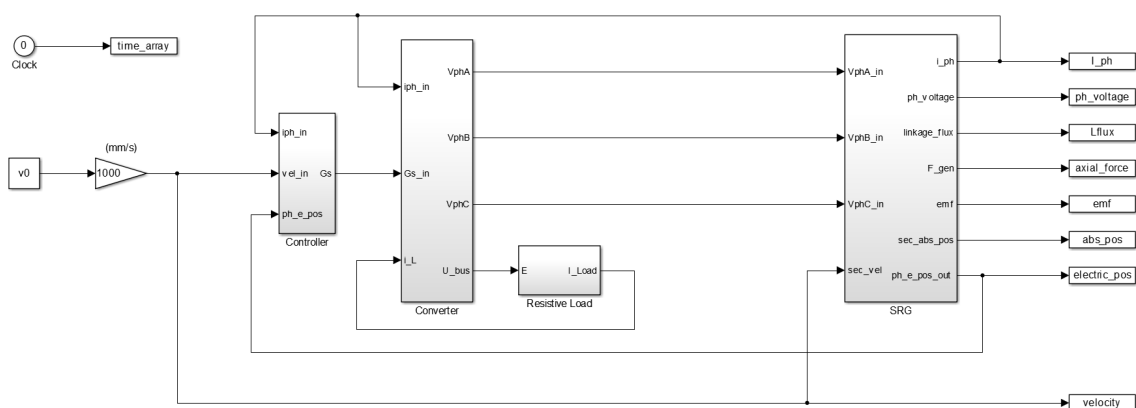 0
Clock
time_array
v0
(mm/s)
1000
iph_in
vel_in
ph_e_pos
Gs
Controller
iph_in
Gs_in
i_L
VphA
VphB
VphC
U_bus
Converter
E
I_Load
Resistive Load
VphA_in
VphB_in
VphC_in
sec_vel
i_ph
ph_voltage
linkage_flux
F_gen
emf
sec_abs_pos
ph_e_pos_out
SRG
I_ph
ph_voltage
Lflux
axial_force
emf
abs_pos
electric_pos
velocity